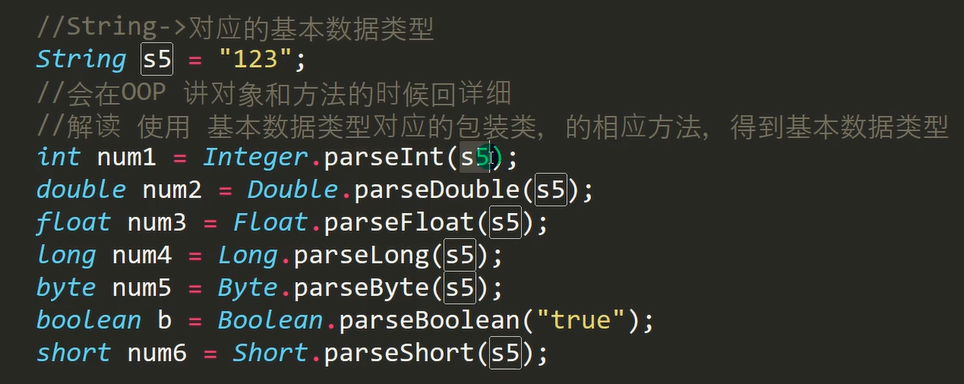 //String->对应的基本数据类型
String s5 = "123";
//会在OOP 讲对象和方法的时候回详细
//解读 使用 基本数据类型对应的包装类, 的相应方法, 得到基本数据类型
int num1 = Integer.parseInt(s5);
double num2 = Double.parseDouble(s5);
float num3 = Float.parseFloat(s5);
long num4 = Long.parseLong(s5);
byte num5 = Byte.parseByte(s5);
boolean b = Boolean.parseBoolean("true");
short num6 = Short.parseShort(s5);